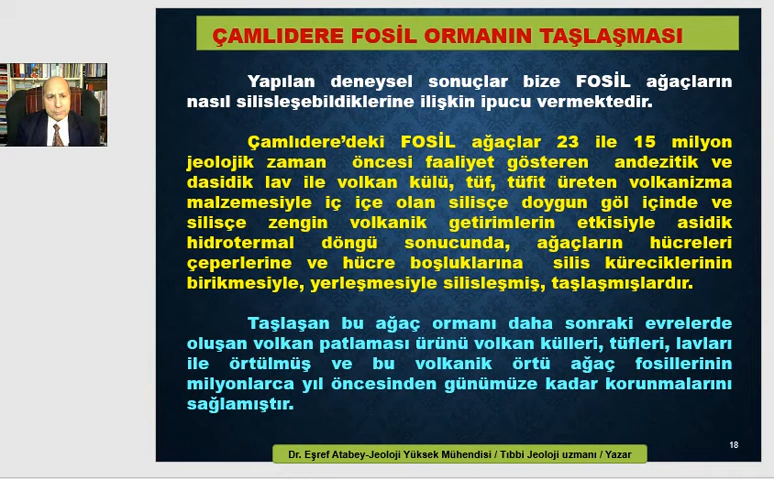 ÇAMLIDERE FOSİL ORMANIN TAŞLAŞMASI
Yapılan deneysel sonuçlar bize FOSİL ağaçların
nasıl silisleşebildiklerine ilişkin ipucu vermektedir.
Çamlıdere’deki FOSİL ağaçlar 23 ile 15 milyon
jeolojik zaman öncesi faaliyet gösteren andezitik ve
dasidik lav ile volkan külü, tüf, tüfit üreten volkanizma
malzemesiyle iç içe olan silisçe doygun göl içinde ve
silisçe zengin volkanik getirimlerin etkisiyle asidik
hidrotermal döngü sonucunda, ağaçların hücreleri
çeperlerine ve hücre boşluklarına silis küreciklerinin
birikmesiyle, yerleşmesiyle silisleşmiş, taşlaşmışlardır.
Taşlaşan bu ağaç ormanı daha sonraki evrelerde
oluşan volkan patlaması ürünü volkan külleri, tüfleri, lavları
ile örtülmüş ve bu volkanik örtü ağaç fosillerinin
milyonlarca yıl öncesinden günümüze kadar korunmalarını
sağlamıştır.
18
Dr. Eşref Atabey-Jeoloji Yüksek Mühendisi / Tıbbi Jeoloji uzmanı / Yazar